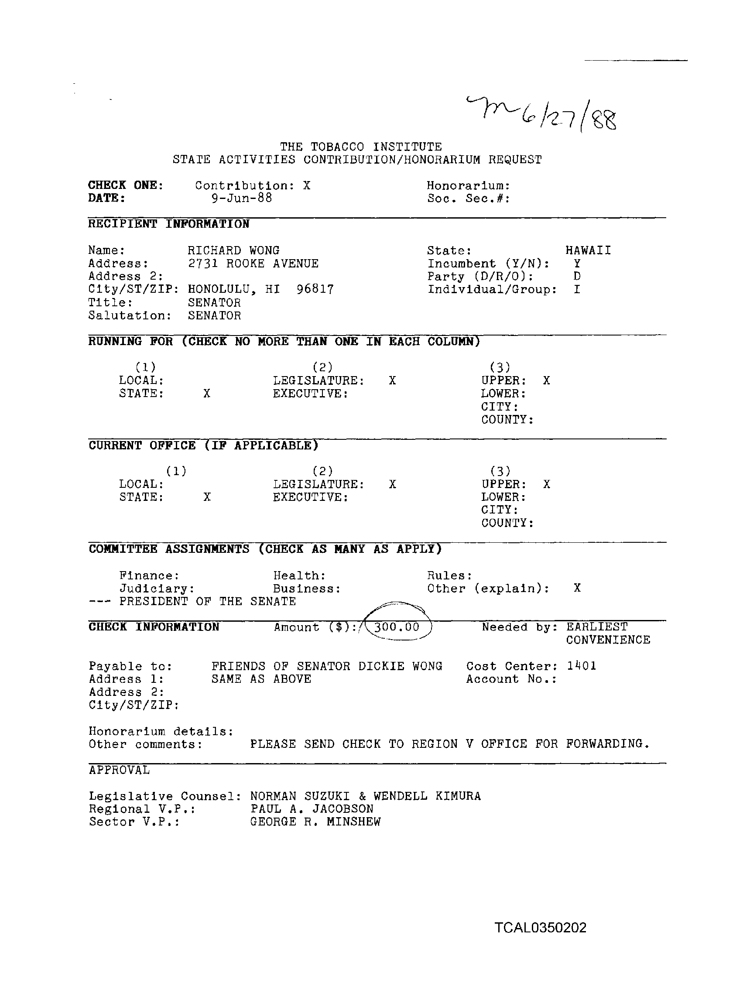 m 6/27/88
THE TOBACCO INSTITUTE
STATE ACTIVITIES CONTRIBUTION/HONORARIUM REQUEST
CHECK ONE: Contribution: X Honorarium:
DATE: 9-Jun-88 Soc. Sec.#:
RECIPIENT INFORMATION
Name: RICHARD WONG State: HAWAII
Address: 2731 ROOKE AVENUE Incumbent (Y/N): Y
Address 2: Party (D/R/O): D
City/ST/ZIP: HONOLULU, HI 96817 Individual/Group: I
Title: SENATOR
Salutation: SENATOR
RUNNING FOR (CHECK NO MORE THAN ONE IN EACH COLUMN)
(1) (2) (3)
LOCAL: LEGISLATURE: X UPPER: X
STATE: X EXECUTIVE: LOWER:
CITY:
COUNTY:
CURRENT OFFICE (IF APPLICABLE)
(1) (2) (3)
LOCAL: LEGISLATURE: X UPPER: X
STATE: X EXECUTIVE: LOWER:
CITY:
COUNTY:
COMMITTEE ASSIGNMENTS (CHECK AS MANY AS APPLY)
Finance: Health: Rules:
Judiciary: Business: Other (explain): X
--- PRESIDENT OF THE SENATE
CHECK INFORMATION Amount ($): 300.00 Needed by: EARLIEST
CONVENIENCE
Payable to: FRIENDS OF SENATOR DICKIE WONG Cost Center: 1401
Address 1: SAME AS ABOVE Account No.:
Address 2:
City/ST/ZIP:
Honorarium details:
Other comments: PLEASE SEND CHECK TO REGION V OFFICE FOR FORWARDING.
APPROVAL
Legislative Counsel: NORMAN SUZUKI & WENDELL KIMURA
Regional V.P.: PAUL A. JACOBSON
Sector V.P.: GEORGE R. MINSHEW
TCAL0350202